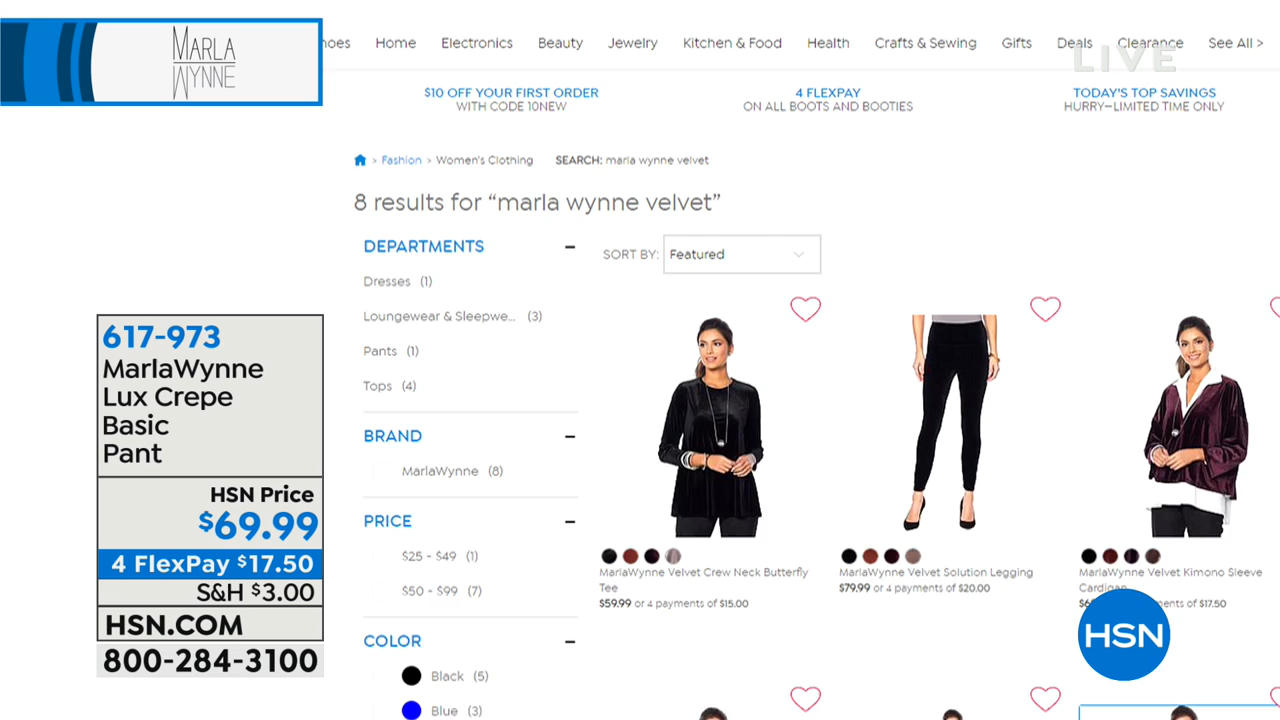 MARLA
WYNNE
Home Electronics Beauty Jewelry Kitchen & Food Health Crafts & Sewing Gifts Deals Clearance See All >
LIVE
$10 OFF YOUR FIRST ORDER
WITH CODE 10NEW
4 FLEXPAY
ON ALL BOOTS AND BOOTIES
TODAY'S TOP SAVINGS
HURRY—LIMITED TIME ONLY
> Fashion > Women's Clothing SEARCH: marla wynne velvet
8 results for “marla wynne velvet”
DEPARTMENTS
Dresses (1)
Loungewear & Sleepwe... (3)
Pants (1)
Tops (4)
BRAND
MarlaWynne (8)
PRICE
$25 - $49 (1)
$50 - $99 (7)
COLOR
Black (5)
Blue (3)
SORT BY: Featured
MarlaWynne Velvet Crew Neck Butterfly
Tee
$59.99 or 4 payments of $15.00
MarlaWynne Velvet Solution Legging
$79.99 or 4 payments of $20.00
MarlaWynne Velvet Kimono Sleeve
Cardigan
of $17.50
617-973
MarlaWynne
Lux Crepe
Basic
Pant
HSN Price
$69.99
4 FlexPay $17.50
S&H $3.00
HSN.COM
800-284-3100
HSN